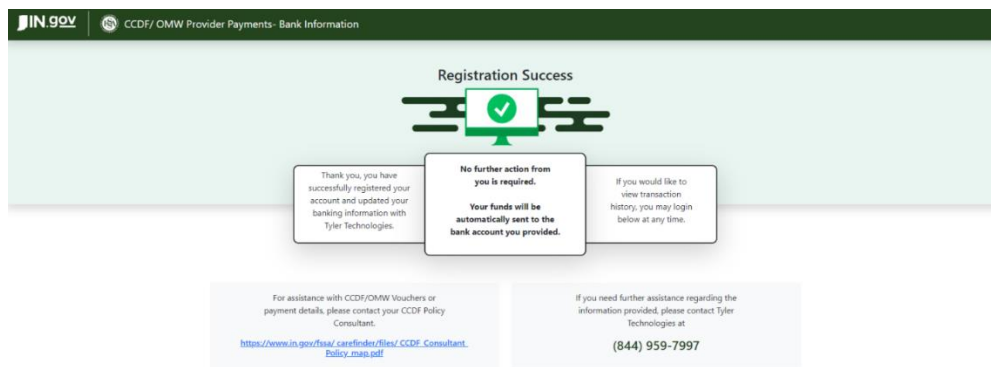 IN.gov
CCDF/ OMW Provider Payments- Bank Information
Registration Success
Thank you, you have
successfully registered your
account and updated your
banking information with
Tyler Technologies.
No further action from
you is required.
Your funds will be
automatically sent to the
bank account you provided.
If you would like to
view transaction
history, you may login
below at any time.
For assistance with CCDF/OMW Vouchers or
payment details, please contact your CCDF Policy
Consultant.
https://www.in.gov/fssa/ carefinder/files/ CCDF_Consultant_
Policy_map.pdf
If you need further assistance regarding the
information provided, please contact Tyler
Technologies at
(844) 959-7997